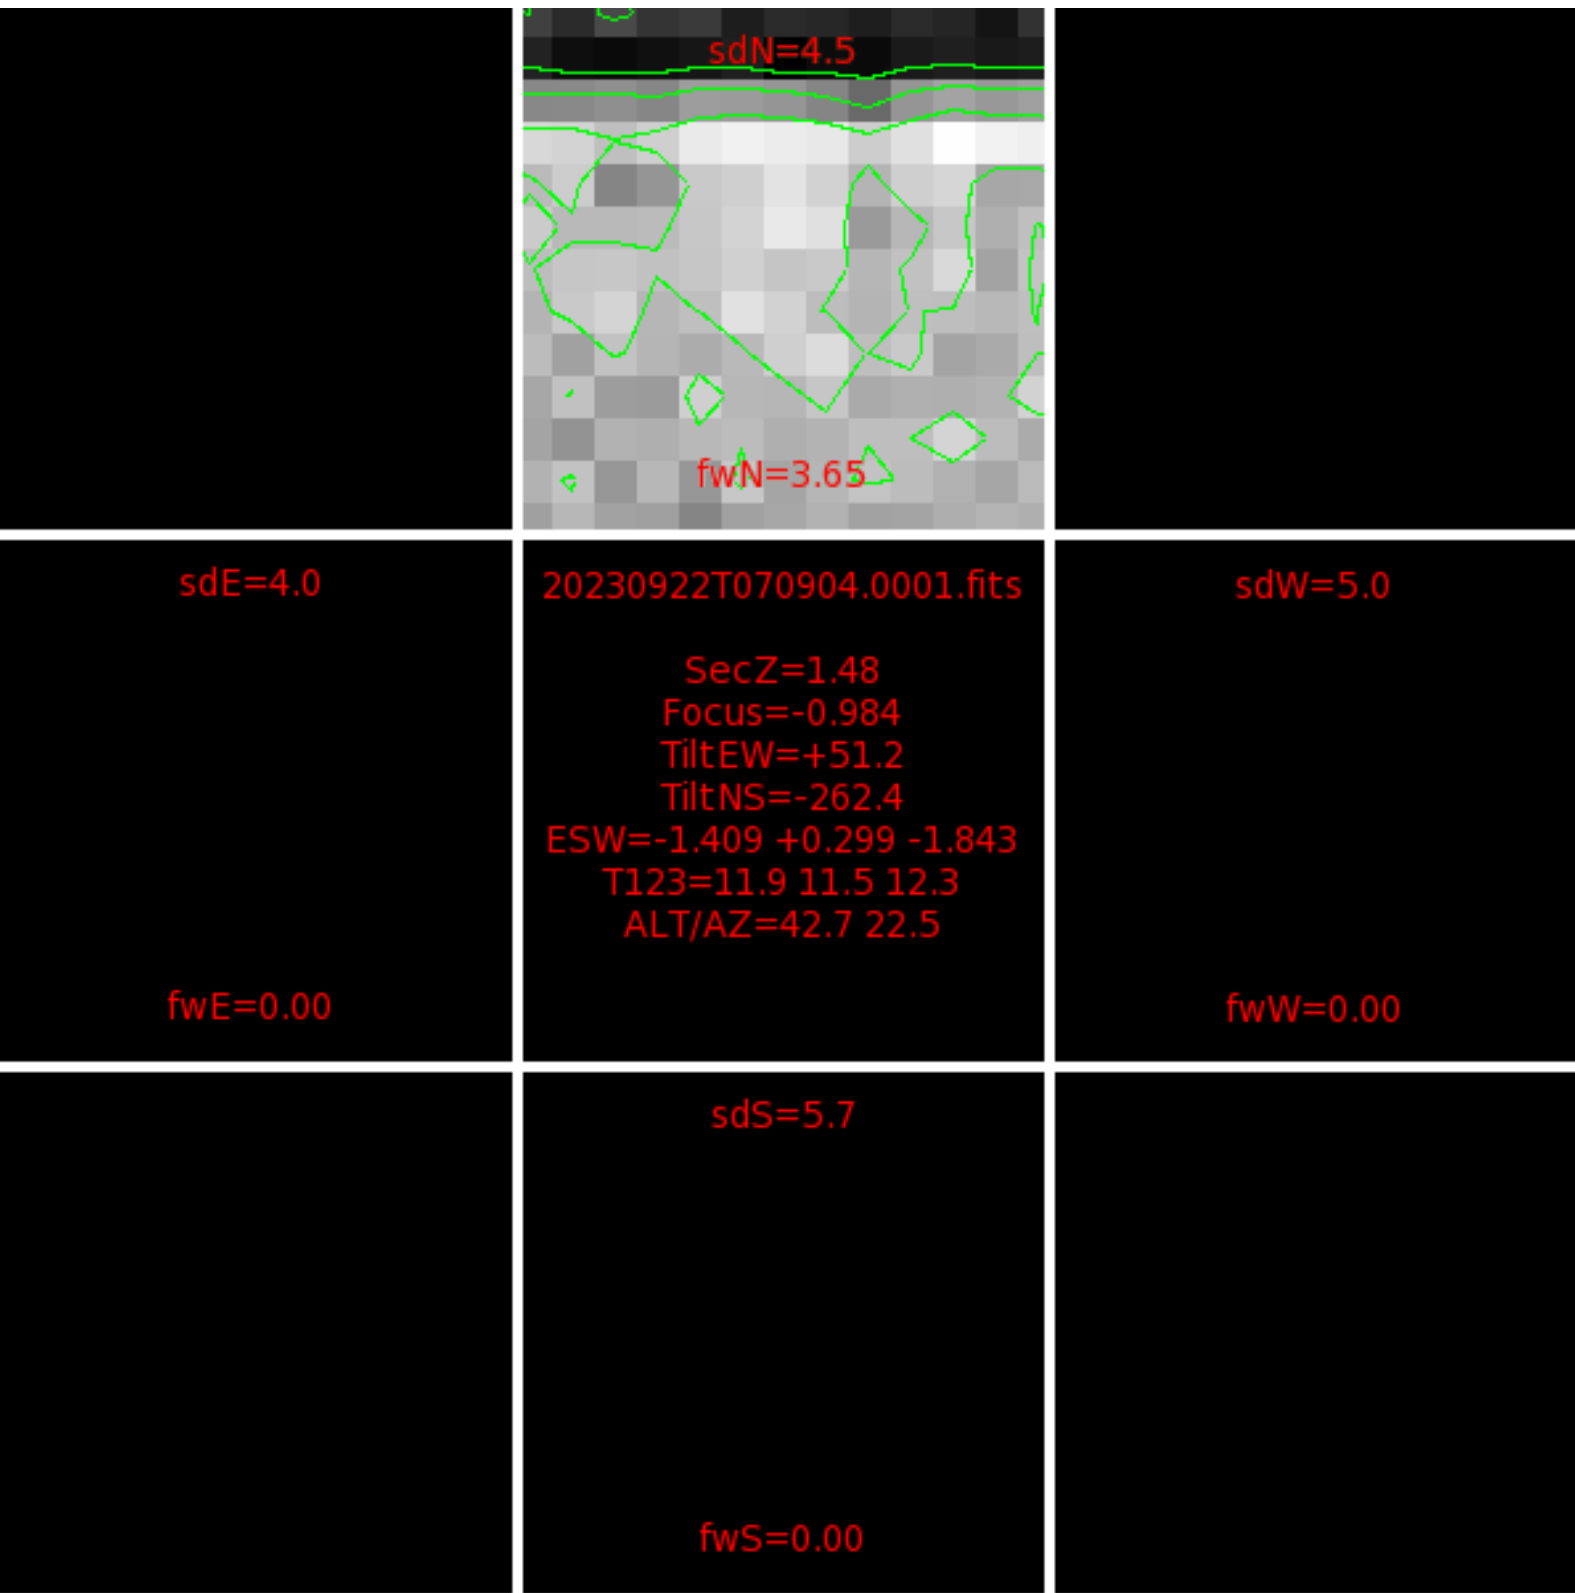 sdN=4.5
fwN=3.65
sdE=4.0
fwE=0.00
20230922T070904.0001.fits
SecZ=1.48
Focus=-0.984
TiltEW=+51.2
TiltNS=-262.4
ESW=-1.409 +0.299 -1.843
T123=11.9 11.5 12.3
ALT/AZ=42.7 22.5
sdW=5.0
fwW=0.00
sdS=5.7
fwS=0.00